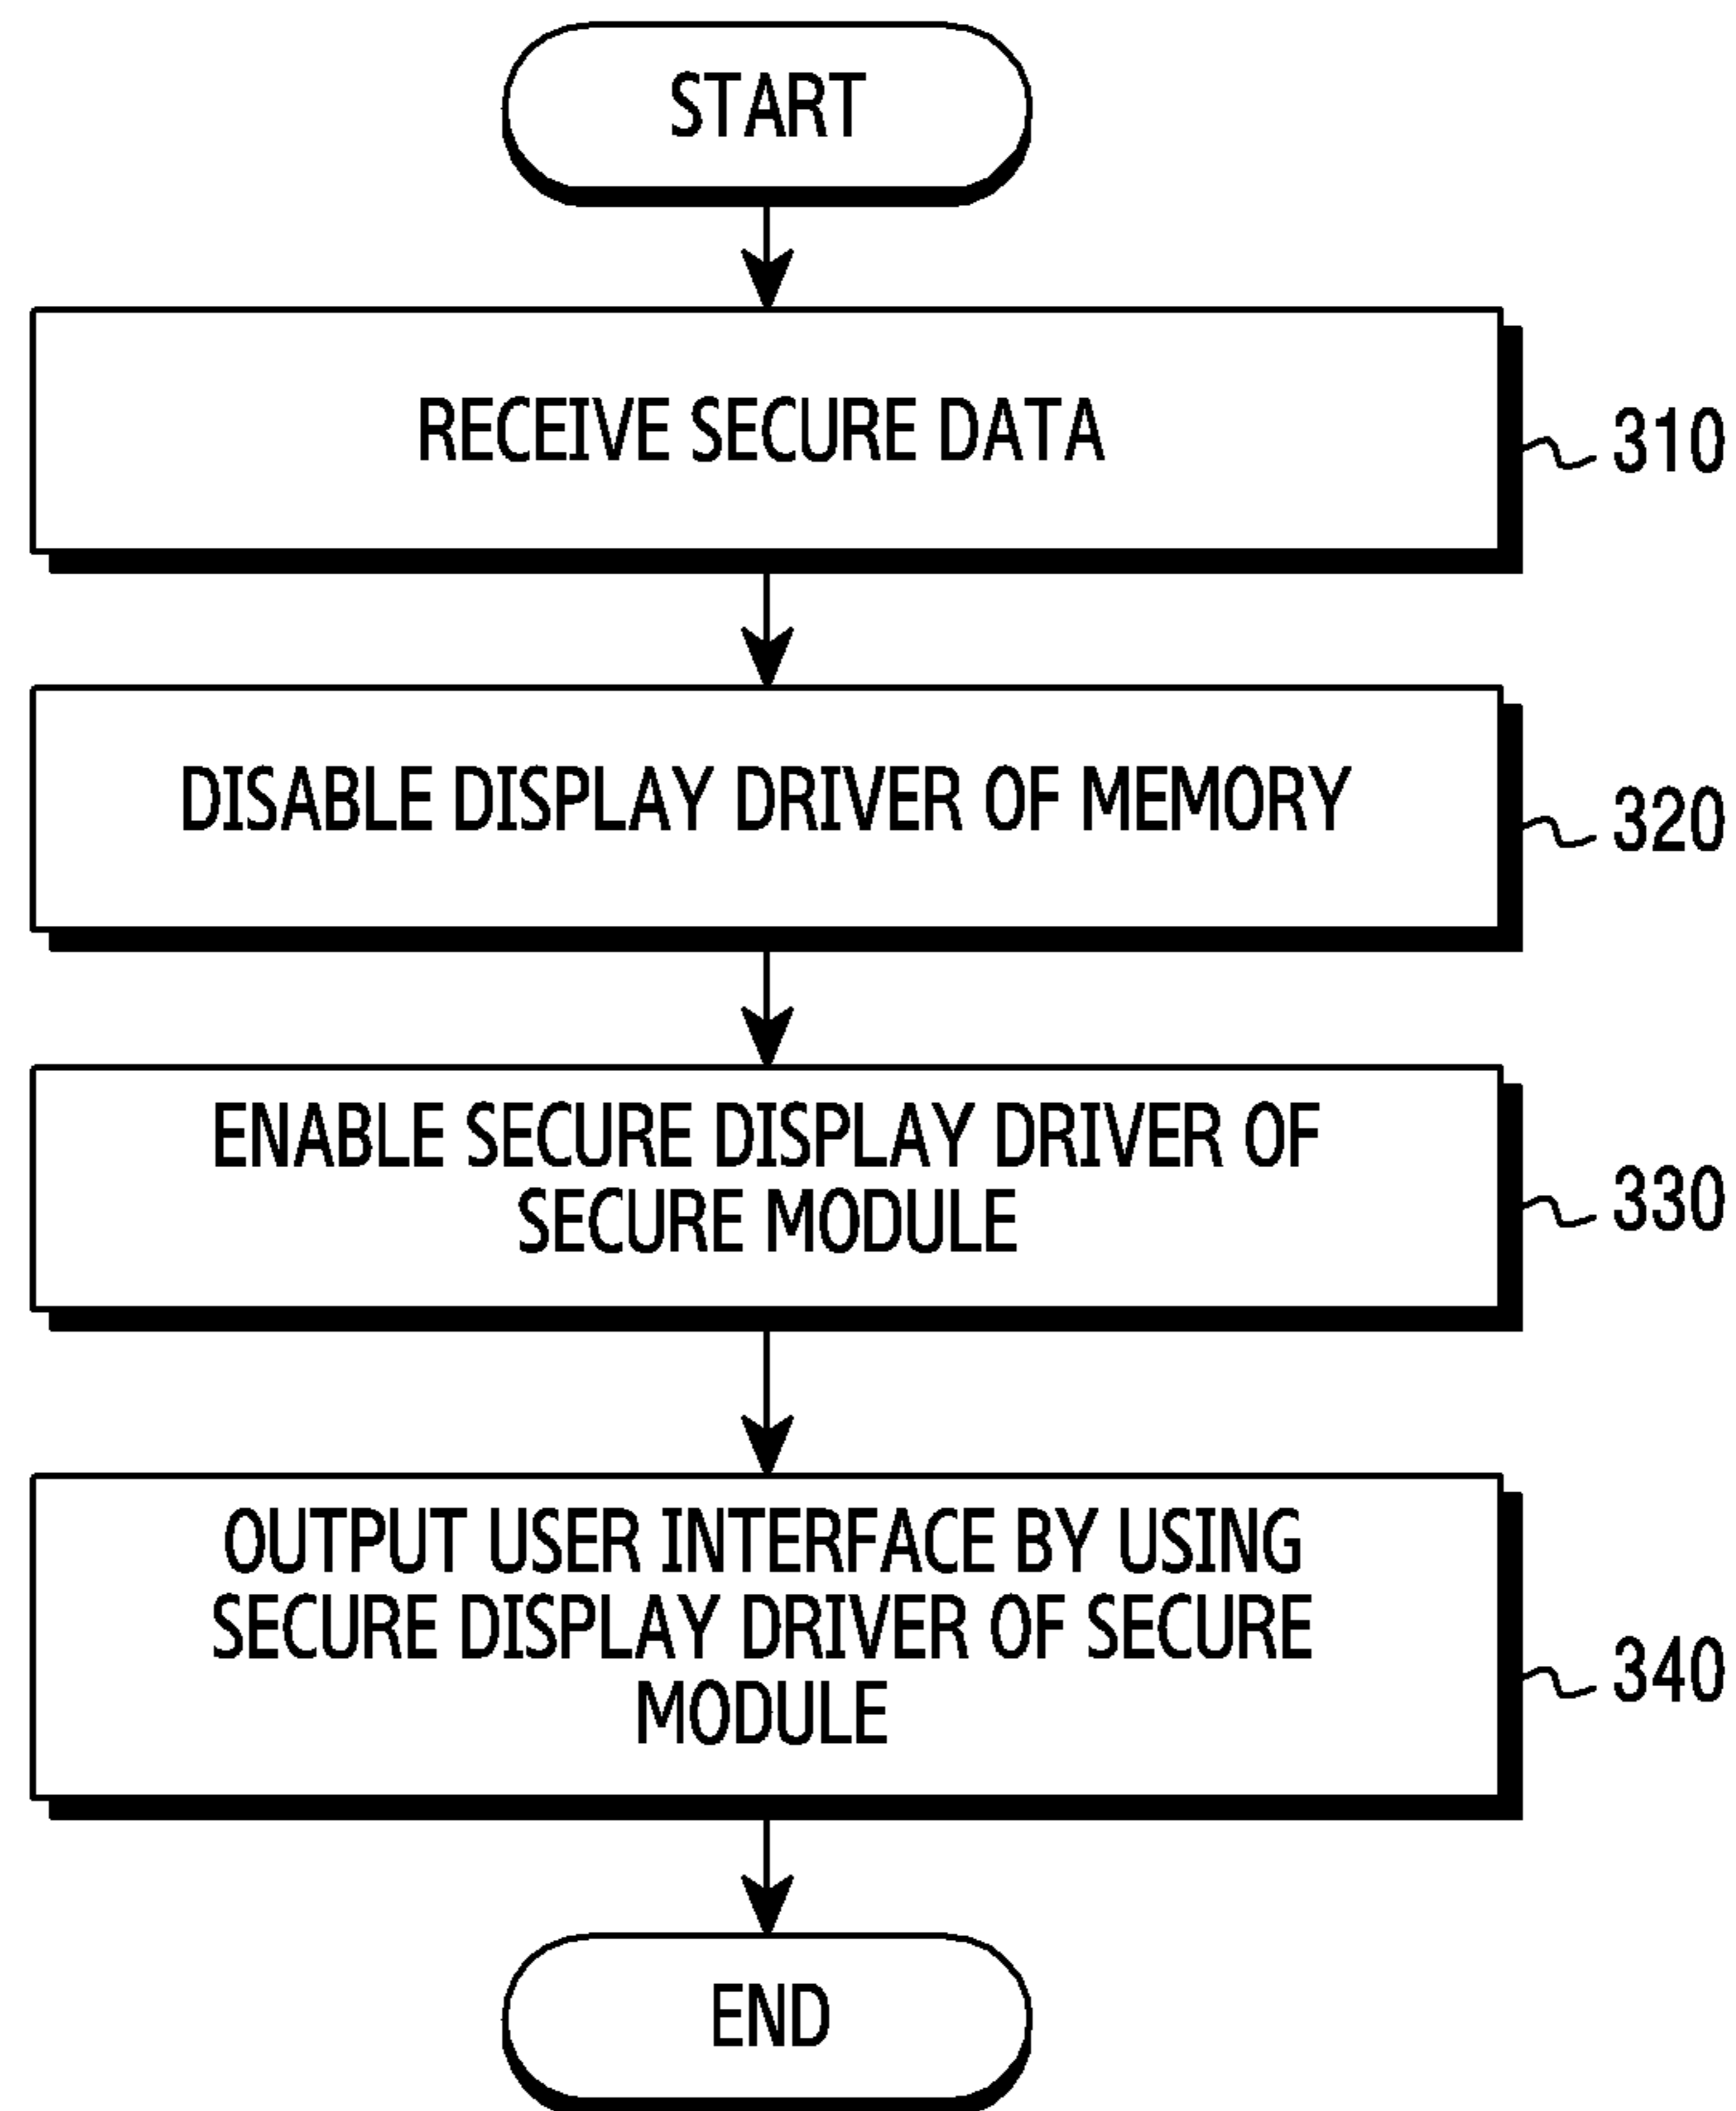 START
RECEIVE SECURE DATA
310
DISABLE DISPLAY DRIVER OF MEMORY
320
ENABLE SECURE DISPLAY DRIVER OF
SECURE MODULE
330
OUTPUT USER INTERFACE BY USING
SECURE DISPLAY DRIVER OF SECURE
MODULE
340
END